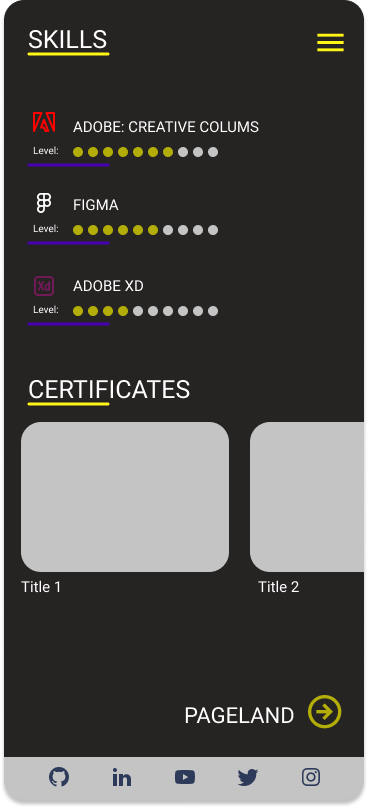 SKILLS
ADOBE: CREATIVE COLUMS
Level:
FIGMA
Level:
Xd ADOBE XD
Level:
CERTIFICATES
Title 1 Title 2
PAGELAND
in